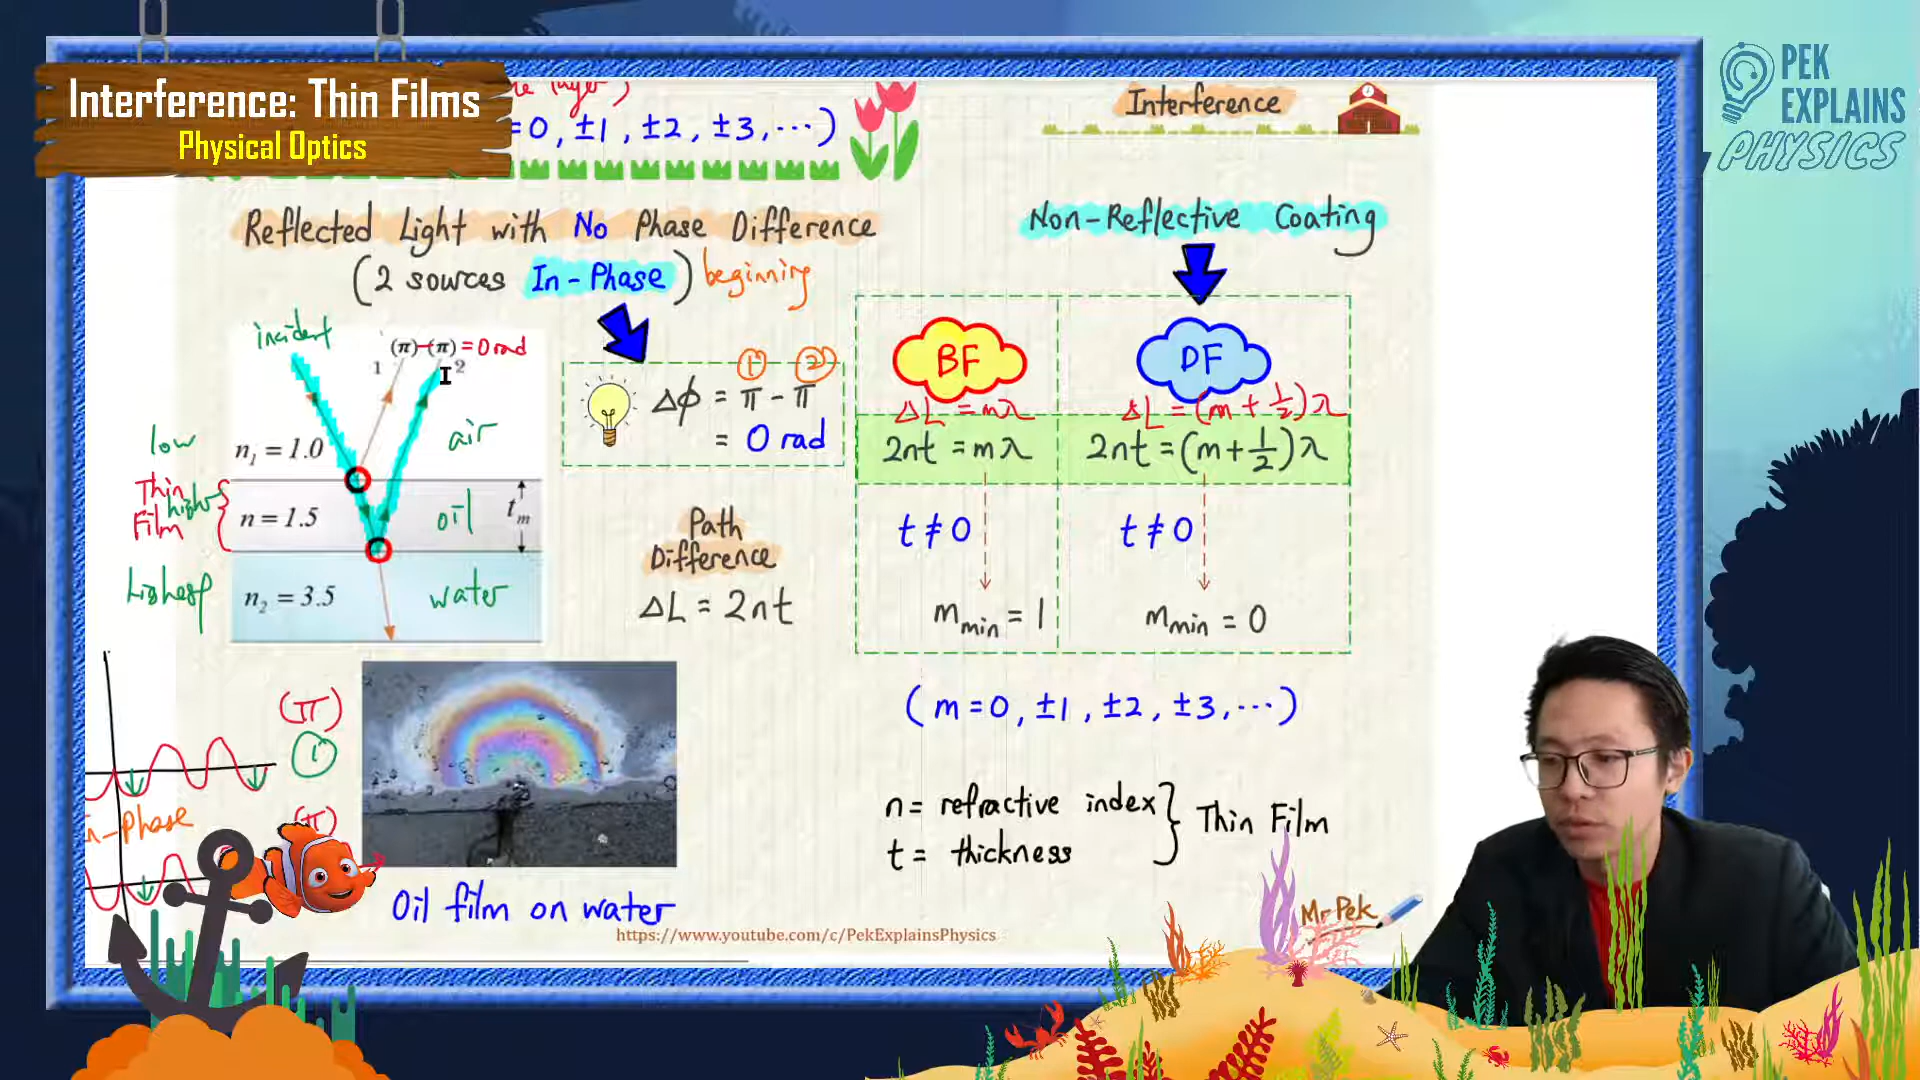 Interference: Thin Films
Physical Optics
PEK
EXPLAINS
PHYSICS
layer)
=0, ±1, ±2, ±3, ...)
Interference
Reflected Light with No Phase Difference
(2 sources In-Phase) beginning
Non-Reflective Coating
incident
(π)-(π) = 0 rad
1
2
low
n₁ = 1.0
air
Thin
Film
higher
n = 1.5
oil
tₘ
highest
n₂ = 3.5
water
① ②
Δϕ = π - π
= 0 rad
Path
Difference
ΔL = 2nt
BF
DF
ΔL = mλ
ΔL = (m + 1/2)λ
2nt = mλ
2nt = (m + 1/2)λ
t ≠ 0
t ≠ 0
m min = 1
m min = 0
(m = 0, ±1, ±2, ±3, ...)
n = refractive index
t = thickness
Thin Film
(π)
①
n-Phase
(π)
Oil film on water
https://www.youtube.com/c/PekExplainsPhysics
Mr Pek